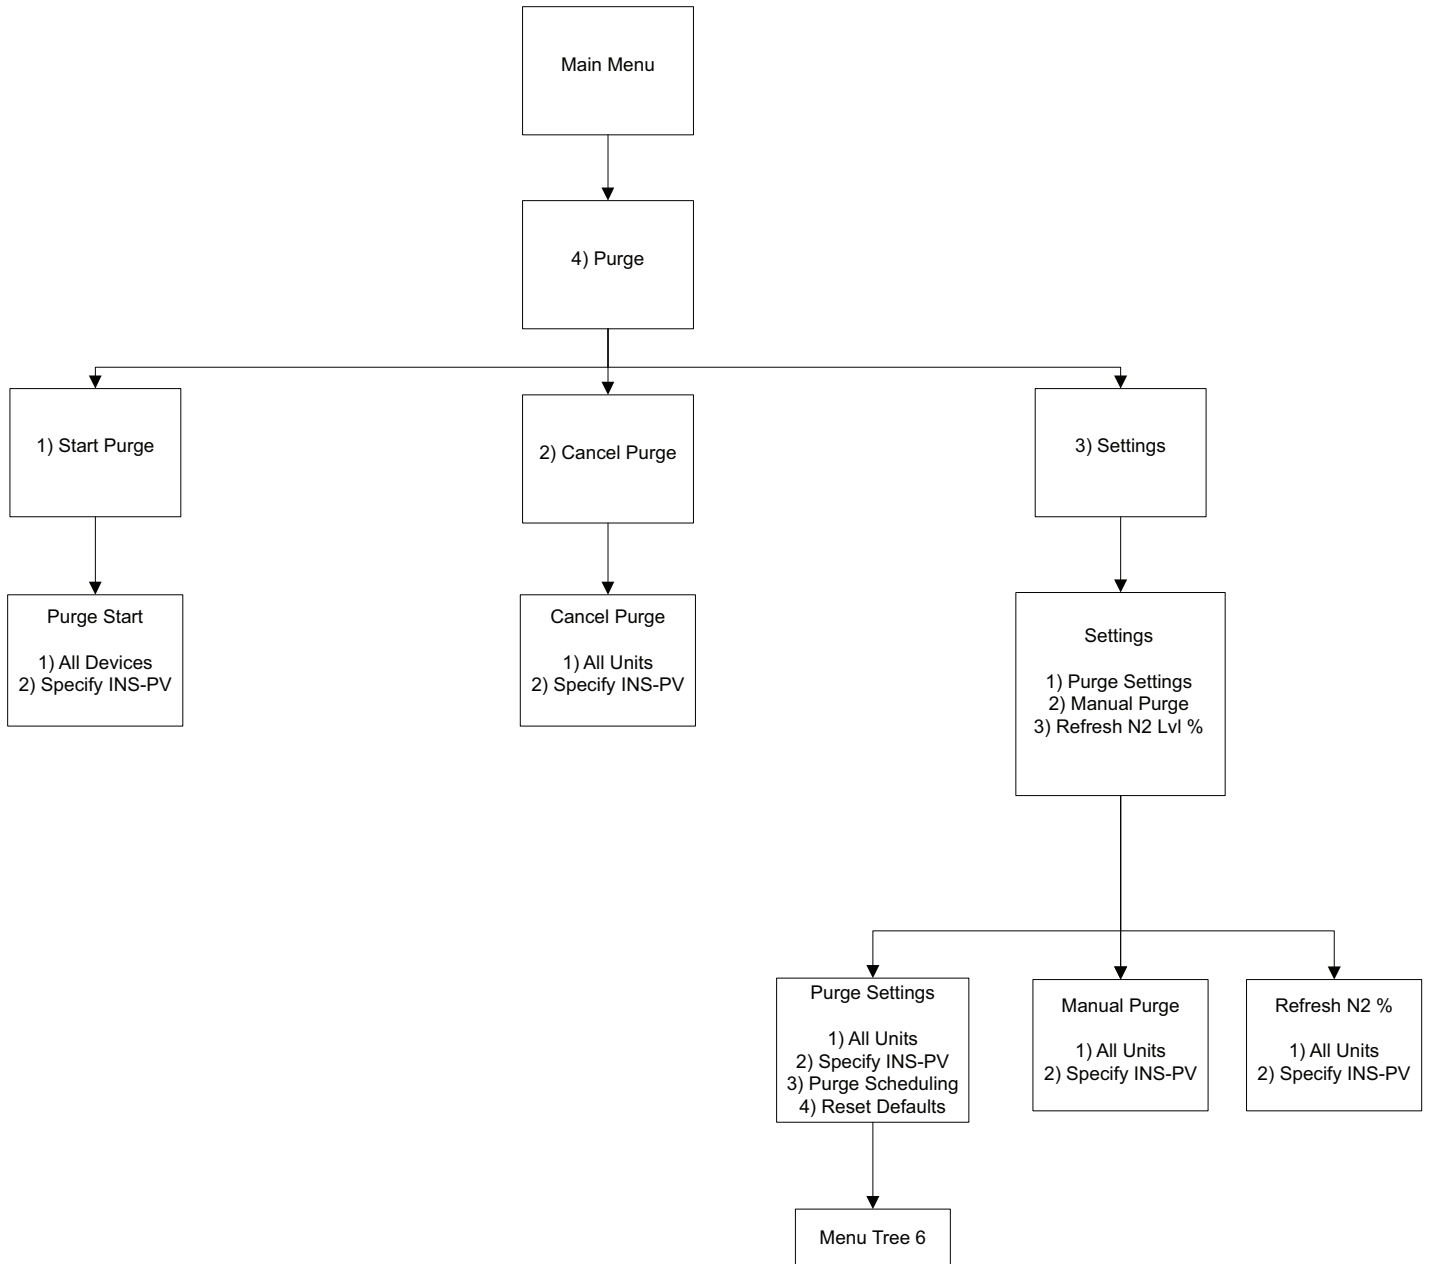 Main Menu
4) Purge
1) Start Purge
2) Cancel Purge
3) Settings
Purge Start
1) All Devices
2) Specify INS-PV
Cancel Purge
1) All Units
2) Specify INS-PV
Settings
1) Purge Settings
2) Manual Purge
3) Refresh N2 Lvl %
Purge Settings
1) All Units
2) Specify INS-PV
3) Purge Scheduling
4) Reset Defaults
Manual Purge
1) All Units
2) Specify INS-PV
Refresh N2 %
1) All Units
2) Specify INS-PV
Menu Tree 6